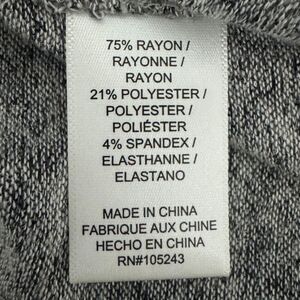 75% RAYON /
RAYONNE /
RAYON
21% POLYESTER /
POLYESTER /
POLIÉSTER
4% SPANDEX /
ELASTHANNE /
ELASTANO
MADE IN CHINA
FABRIQUE AUX CHINE
HECHO EN CHINA
RN#105243